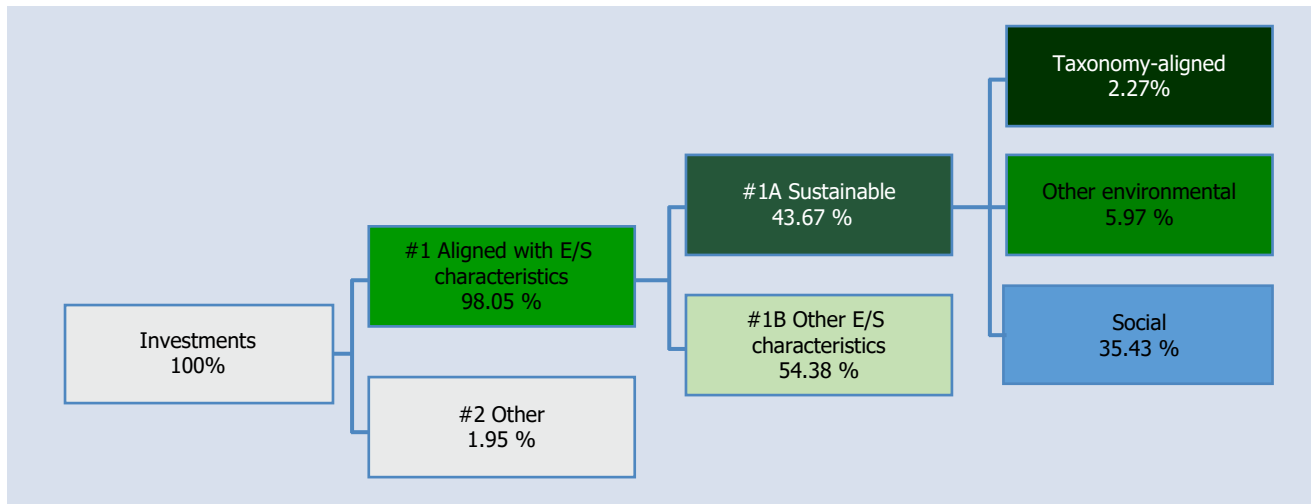 Investments
100%
#1 Aligned with E/S
characteristics
98.05 %
#2 Other
1.95 %
#1A Sustainable
43.67 %
#1B Other E/S
characteristics
54.38 %
Taxonomy-aligned
2.27%
Other environmental
5.97 %
Social
35.43 %